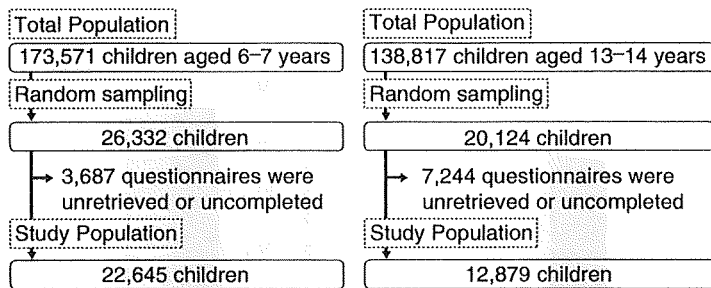 Total Population
173,571 children aged 6–7 years
Random sampling
26,332 children
3,687 questionnaires were
unretrieved or uncompleted
Study Population
22,645 children
Total Population
138,817 children aged 13–14 years
Random sampling
20,124 children
7,244 questionnaires were
unretrieved or uncompleted
Study Population
12,879 children